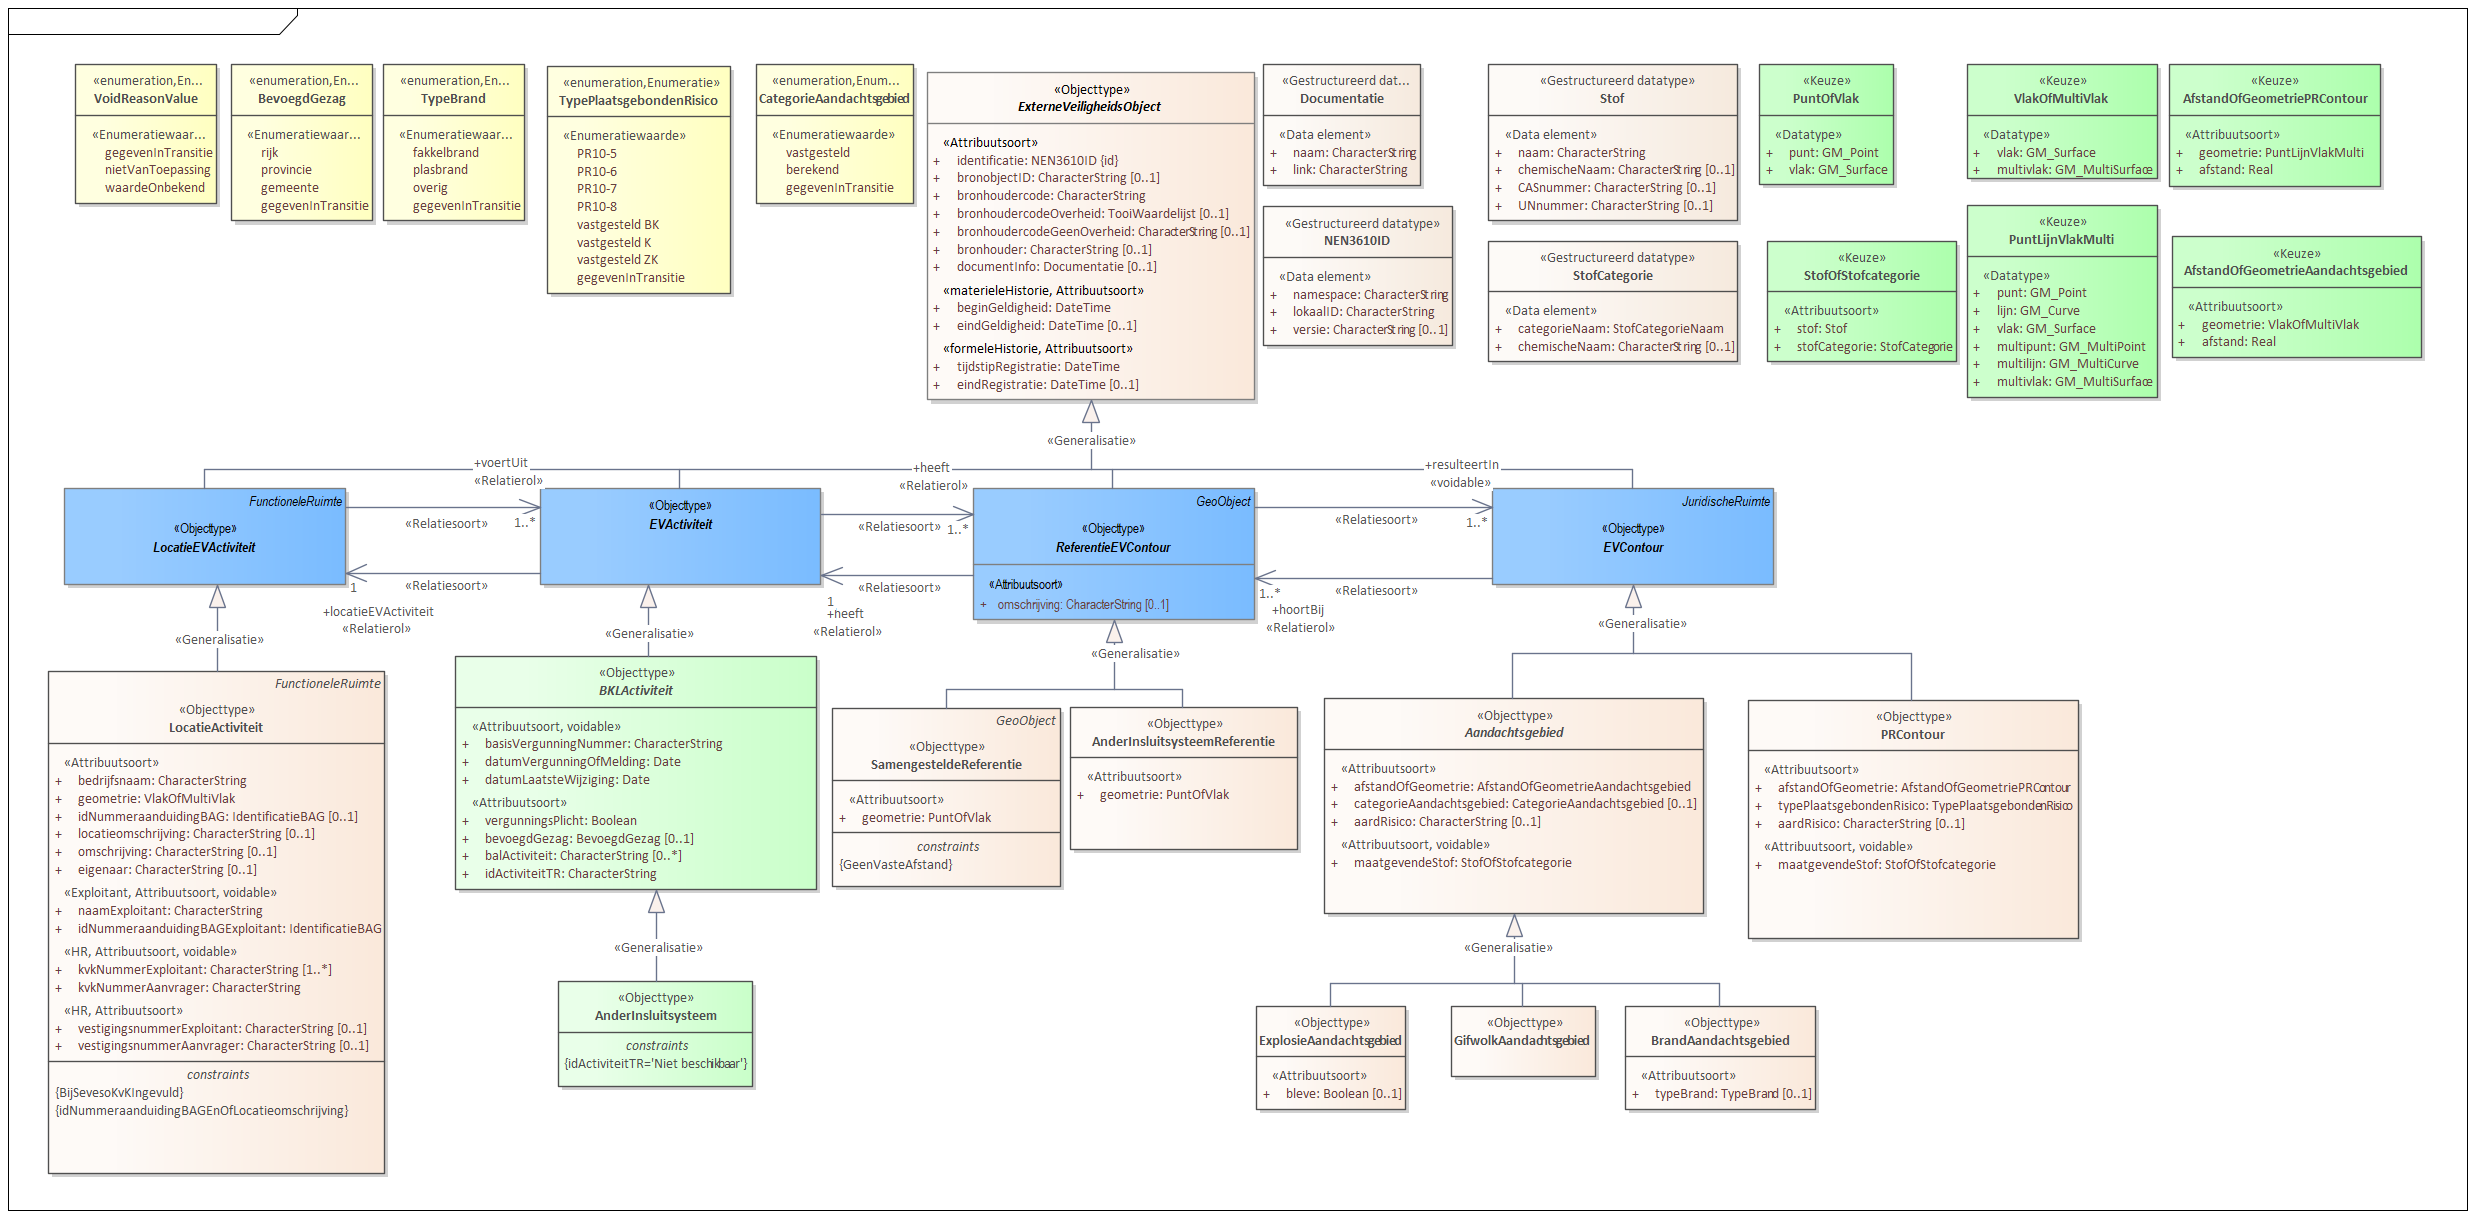 «enumeration,En...
VoidReasonValue
«Enumeratiewaar...
gegevenInTransitie
nietVanToepassing
waardeOnbekend
«enumeration,En...
BevoegdGezag
«Enumeratiewaar...
rijk
provincie
gemeente
gegevenInTransitie
«enumeration,En...
TypeBrand
«Enumeratiewaar...
fakkelbrand
plasbrand
overig
gegevenInTransitie
«enumeration,Enumeratie»
TypePlaatsgebondenRisico
«Enumeratiewaarde»
PR10-5
PR10-6
PR10-7
PR10-8
vastgesteld BK
vastgesteld K
vastgesteld ZK
gegevenInTransitie
«enumeration,Enum...
CategorieAandachtsgebied
«Enumeratiewaarde»
vastgesteld
berekend
gegevenInTransitie
«Objecttype»
ExterneVeiligheidsObject
«Attribuutsoort»
+ identificatie: NEN3610ID {id}
+ bronobjectID: CharacterString [0..1]
+ bronhoudercode: CharacterString
+ bronhoudercodeOverheid: TooiWaardelijst [0..1]
+ bronhoudercodeGeenOverheid: CharacterString [0..1]
+ bronhouder: CharacterString [0..1]
+ documentInfo: Documentatie [0..1]
«materieleHistorie, Attribuutsoort»
+ beginGeldigheid: DateTime
+ eindGeldigheid: DateTime [0..1]
«formeleHistorie, Attribuutsoort»
+ tijdstipRegistratie: DateTime
+ eindRegistratie: DateTime [0..1]
«Gestructureerd dat...
Documentatie
«Data element»
+ naam: CharacterString
+ link: CharacterString
«Gestructureerd datatype»
NEN3610ID
«Data element»
+ namespace: CharacterString
+ lokaalID: CharacterString
+ versie: CharacterString [0..1]
«Gestructureerd datatype»
Stof
«Data element»
+ naam: CharacterString
+ chemischeNaam: CharacterString [0..1]
+ CASnummer: CharacterString [0..1]
+ UNnummer: CharacterString [0..1]
«Gestructureerd datatype»
StofCategorie
«Data element»
+ categorieNaam: StofCategorieNaam
+ chemischeNaam: CharacterString [0..1]
«Keuze»
PuntOfVlak
«Datatype»
+ punt: GM_Point
+ vlak: GM_Surface
«Keuze»
StofOfStofcategorie
«Attribuutsoort»
+ stof: Stof
+ stofCategorie: StofCategorie
«Keuze»
VlakOfMultiVlak
«Datatype»
+ vlak: GM_Surface
+ multivlak: GM_MultiSurface
«Keuze»
PuntLijnVlakMulti
«Datatype»
+ punt: GM_Point
+ lijn: GM_Curve
+ vlak: GM_Surface
+ multipunt: GM_MultiPoint
+ multilijn: GM_MultiCurve
+ multivlak: GM_MultiSurface
«Keuze»
AfstandOfGeometriePRContour
«Attribuutsoort»
+ geometrie: PuntLijnVlakMulti
+ afstand: Real
«Keuze»
AfstandOfGeometrieAandachtsgebied
«Attribuutsoort»
+ geometrie: VlakOfMultiVlak
+ afstand: Real
«Generalisatie»
+voertUit
«Relatierol»
+heeft
«Relatierol»
+resulteertIn
«voidable»
FunctioneleRuimte
«Objecttype»
LocatieEVActiviteit
«Relatiesoort»
1..*
«Relatiesoort»
1
+locatieEVActiviteit
«Relatierol»
«Objecttype»
EVActiviteit
«Relatiesoort»
1..*
«Relatiesoort»
1
+heeft
«Relatierol»
GeoObject
«Objecttype»
ReferentieEVContour
«Attribuutsoort»
+ omschrijving: CharacterString [0..1]
«Relatiesoort»
1..*
«Relatiesoort»
1..*
+hoortBij
«Relatierol»
JuridischeRuimte
«Objecttype»
EVContour
«Generalisatie»
«Generalisatie»
«Generalisatie»
«Generalisatie»
FunctioneleRuimte
«Objecttype»
LocatieActiviteit
«Attribuutsoort»
+ bedrijfsnaam: CharacterString
+ geometrie: VlakOfMultiVlak
+ idNummeraanduidingBAG: IdentificatieBAG [0..1]
+ locatieomschrijving: CharacterString [0..1]
+ omschrijving: CharacterString [0..1]
+ eigenaar: CharacterString [0..1]
«Exploitant, Attribuutsoort, voidable»
+ naamExploitant: CharacterString
+ idNummeraanduidingBAGExploitant: IdentificatieBAG
«HR, Attribuutsoort, voidable»
+ kvkNummerExploitant: CharacterString [1..*]
+ kvkNummerAanvrager: CharacterString
«HR, Attribuutsoort»
+ vestigingsnummerExploitant: CharacterString [0..1]
+ vestigingsnummerAanvrager: CharacterString [0..1]
constraints
{BijSevesoKvKIngevuld}
{idNummeraanduidingBAGEnOfLocatieomschrijving}
«Objecttype»
BKLActiviteit
«Attribuutsoort, voidable»
+ basisVergunningNummer: CharacterString
+ datumVergunningOfMelding: Date
+ datumLaatsteWijziging: Date
«Attribuutsoort»
+ vergunningsPlicht: Boolean
+ bevoegdGezag: BevoegdGezag [0..1]
+ balActiviteit: CharacterString [0..*]
+ idActiviteitTR: CharacterString
«Generalisatie»
«Objecttype»
AnderInsluitsysteem
constraints
{idActiviteitTR='Niet beschikbaar'}
GeoObject
«Objecttype»
SamengesteldeReferentie
«Attribuutsoort»
+ geometrie: PuntOfVlak
constraints
{GeenVasteAfstand}
«Objecttype»
AnderInsluitsysteemReferentie
«Attribuutsoort»
+ geometrie: PuntOfVlak
«Objecttype»
Aandachtsgebied
«Attribuutsoort»
+ afstandOfGeometrie: AfstandOfGeometrieAandachtsgebied
+ categorieAandachtsgebied: CategorieAandachtsgebied [0..1]
+ aardRisico: CharacterString [0..1]
«Attribuutsoort, voidable»
+ maatgevendeStof: StofOfStofcategorie
«Objecttype»
PRContour
«Attribuutsoort»
+ afstandOfGeometrie: AfstandOfGeometriePRContour
+ typePlaatsgebondenRisico: TypePlaatsgebondenRisico
+ aardRisico: CharacterString [0..1]
«Attribuutsoort, voidable»
+ maatgevendeStof: StofOfStofcategorie
«Generalisatie»
«Objecttype»
ExplosieAandachtsgebied
«Attribuutsoort»
+ bleve: Boolean [0..1]
«Objecttype»
GifwolkAandachtsgebied
«Objecttype»
BrandAandachtsgebied
«Attribuutsoort»
+ typeBrand: TypeBrand [0..1]